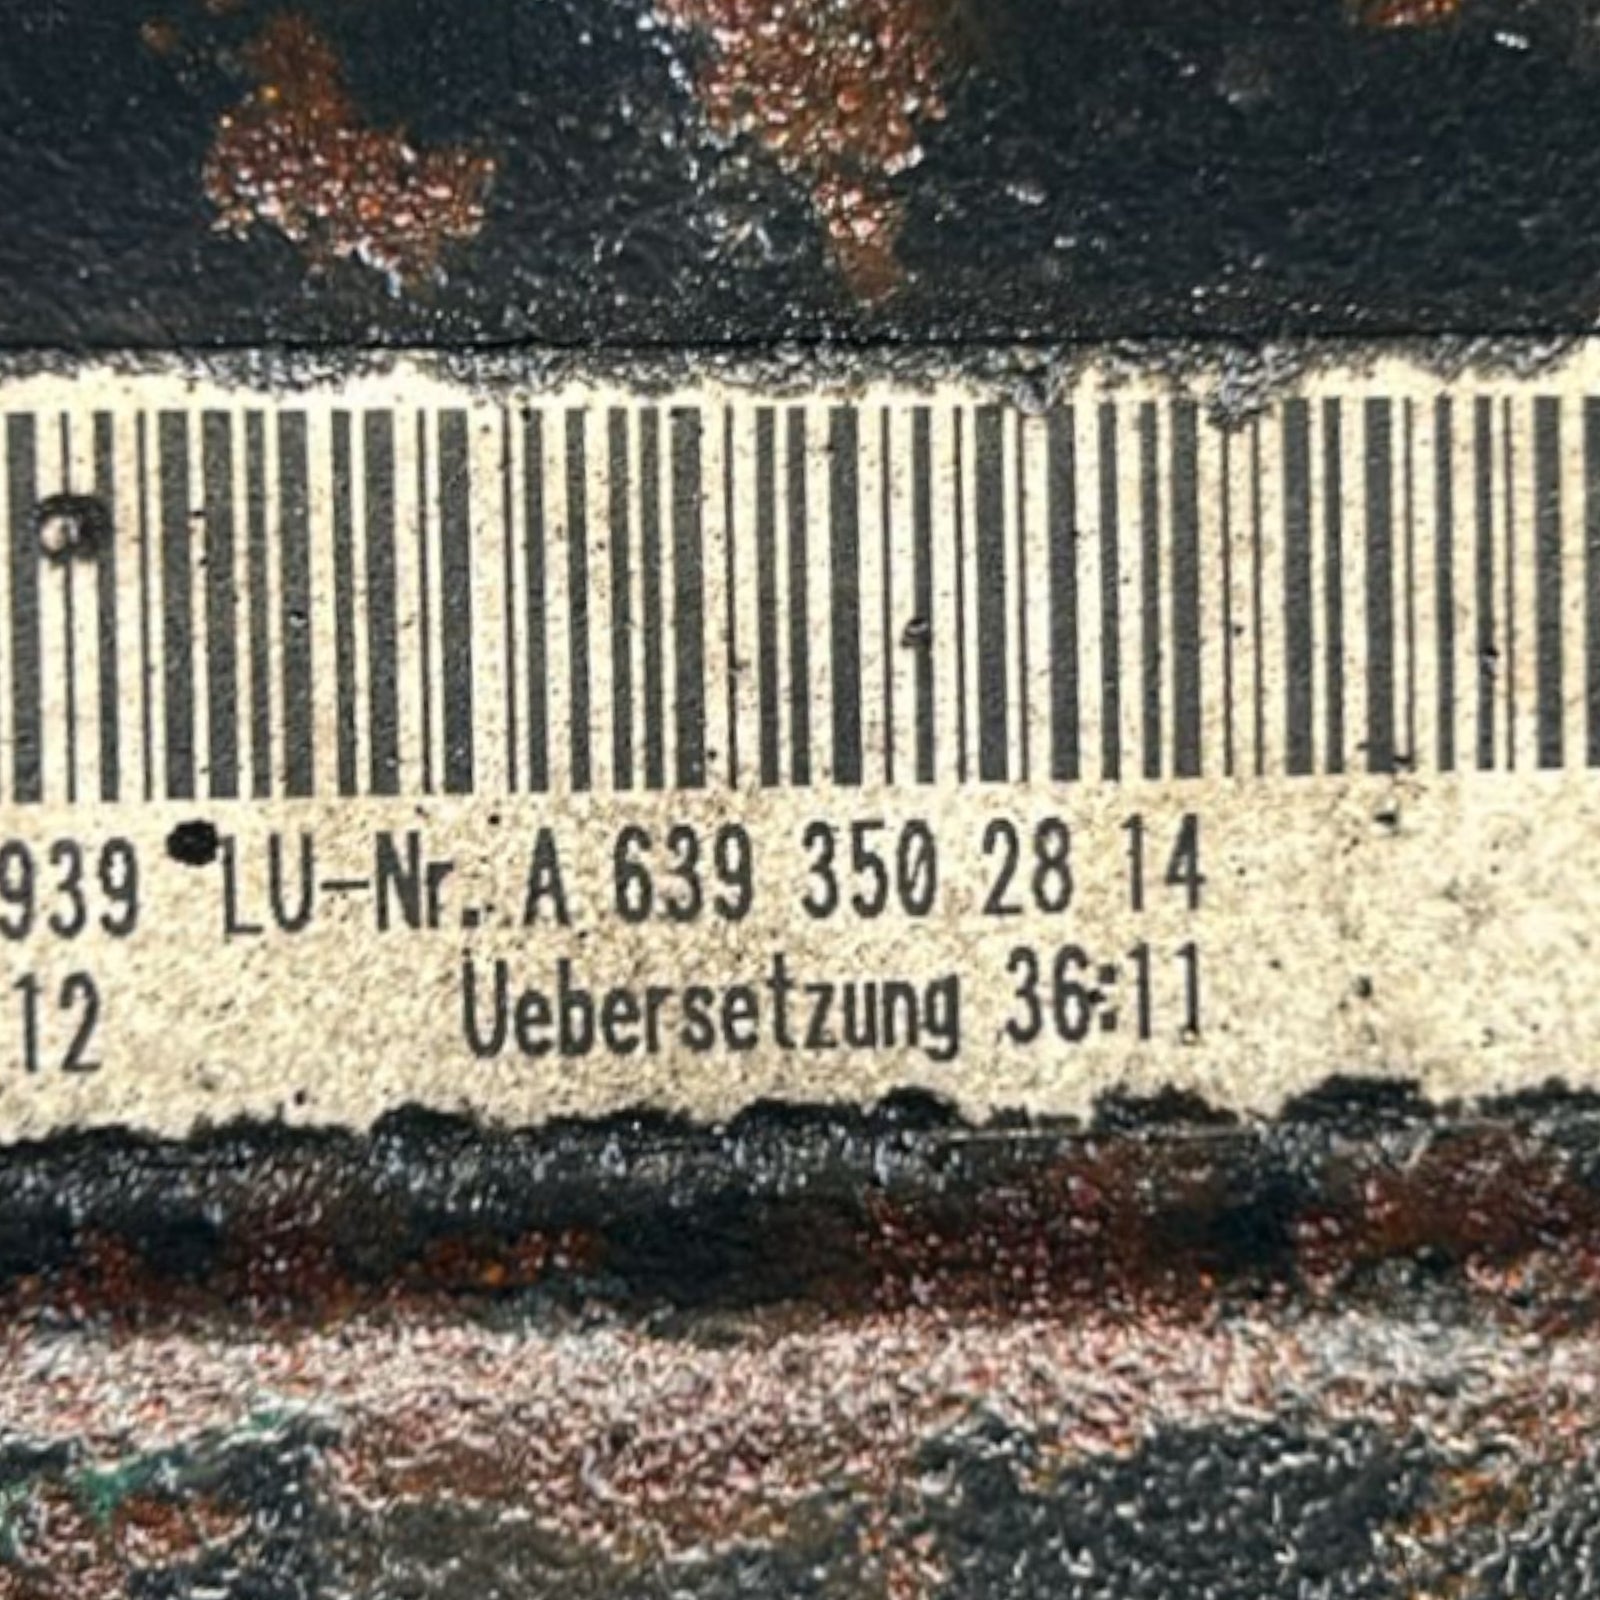 939 LU-Nr. A 639 350 28 14
12 Uebersetzung 36:11